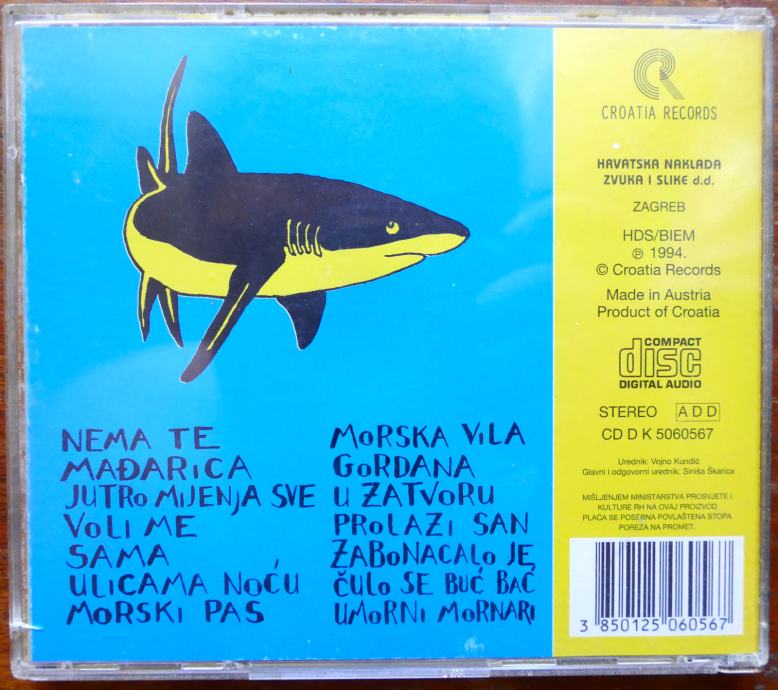 NEMA TE
MAĐARICA
JUTRO MIJENJA SVE
VOLI ME
SAMA
ULICAMA NOĆU
MORSKI PAS
MORSKA VILA
GORDANA
U ZATVORU
PROLAZI SAN
ZABONACALO JE
ČULO SE BUĆ BAĆ
UMORNI MORNARI
CROATIA RECORDS
HRVATSKA NAKLADA
ZVUKA I SLIKE d.d.
ZAGREB
HDS/BIEM
℗ 1994.
© Croatia Records
Made in Austria
Product of Croatia
COMPACT
disc
DIGITAL AUDIO
STEREO ADD
CD D K 5060567
Urednik: Vojno Kundić
Glavni i odgovorni urednik: Siniša Škarica
MIŠLJENJEM MINISTARSTVA PROSVJETE I
KULTURE RH NA OVAJ PROIZVOD
PLAĆA SE POSEBNA POVLAŠTENA STOPA
POREZA NA PROMET.
3 850125 060567